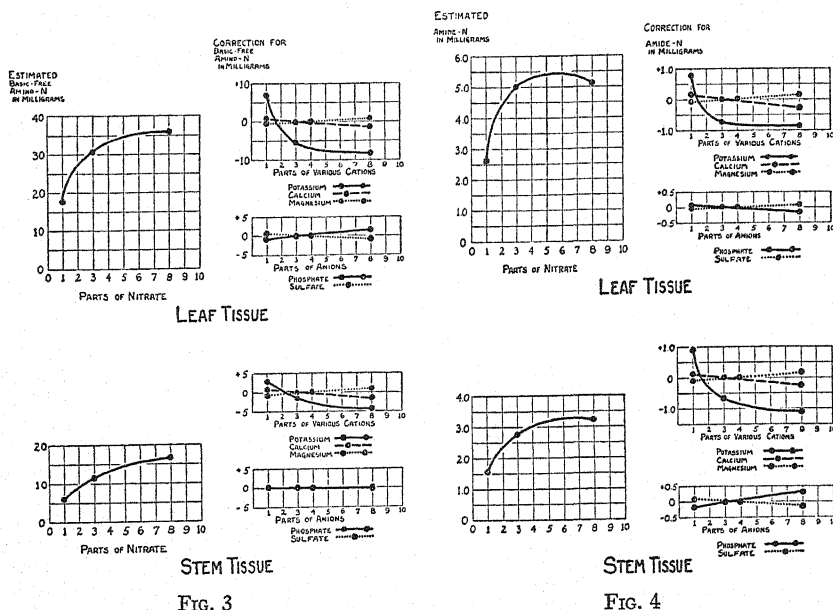 ESTIMATED
BASIC-FREE
AMINO-N
IN MILLIGRAMS
40
30
20
10
0
0 1 2 3 4 5 6 7 8 9 10
PARTS OF NITRATE
CORRECTION FOR
BASIC-FREE
AMINO-N
IN MILLIGRAMS
+10
0
-10
1 2 3 4 5 6 7 8 9 10
PARTS OF VARIOUS CATIONS
POTASSIUM
CALCIUM
MAGNESIUM
+5
0
-5
1 2 3 4 5 6 7 8 9 10
PARTS OF ANIONS
PHOSPHATE
SULFATE
LEAF TISSUE
20
10
0
0 1 2 3 4 5 6 7 8 9 10
PARTS OF NITRATE
+5
0
-5
1 2 3 4 5 6 7 8 9 10
PARTS OF VARIOUS CATIONS
POTASSIUM
CALCIUM
MAGNESIUM
+5
0
-5
1 2 3 4 5 6 7 8 9 10
PARTS OF ANIONS
PHOSPHATE
SULFATE
STEM TISSUE
FIG. 3
ESTIMATED
AMIDE-N
IN MILLIGRAMS
6.0
5.0
4.0
3.0
2.0
1.0
0
0 1 2 3 4 5 6 7 8 9 10
PARTS OF NITRATE
CORRECTION FOR
AMIDE-N
IN MILLIGRAMS
+1.0
0
-1.0
1 2 3 4 5 6 7 8 9 10
PARTS OF VARIOUS CATIONS
POTASSIUM
CALCIUM
MAGNESIUM
+0.5
0
-0.5
1 2 3 4 5 6 7 8 9 10
PARTS OF ANIONS
PHOSPHATE
SULFATE
LEAF TISSUE
4.0
3.0
2.0
1.0
0
0 1 2 3 4 5 6 7 8 9 10
PARTS OF NITRATE
+1.0
0
-1.0
1 2 3 4 5 6 7 8 9 10
PARTS OF VARIOUS CATIONS
POTASSIUM
CALCIUM
MAGNESIUM
+0.5
0
-0.5
1 2 3 4 5 6 7 8 9 10
PARTS OF ANIONS
PHOSPHATE
SULFATE
STEM TISSUE
FIG. 4